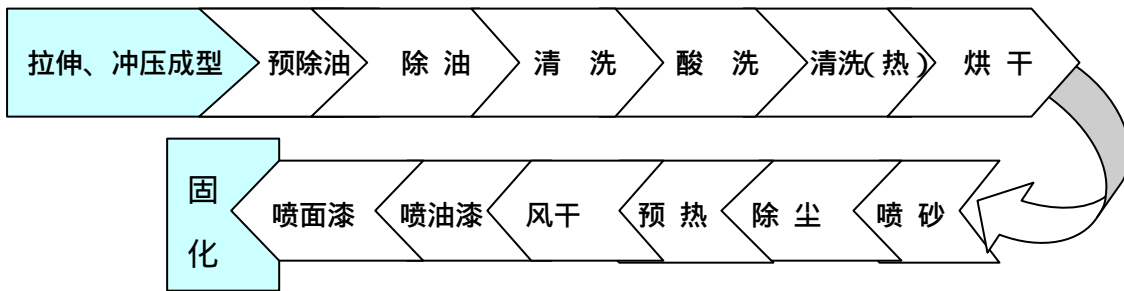 拉伸、冲压成型 预除油 除 油 清 洗 酸 洗 清洗(热) 烘 干
固 喷面漆 喷油漆 风干 预 热 除 尘 喷 砂
化